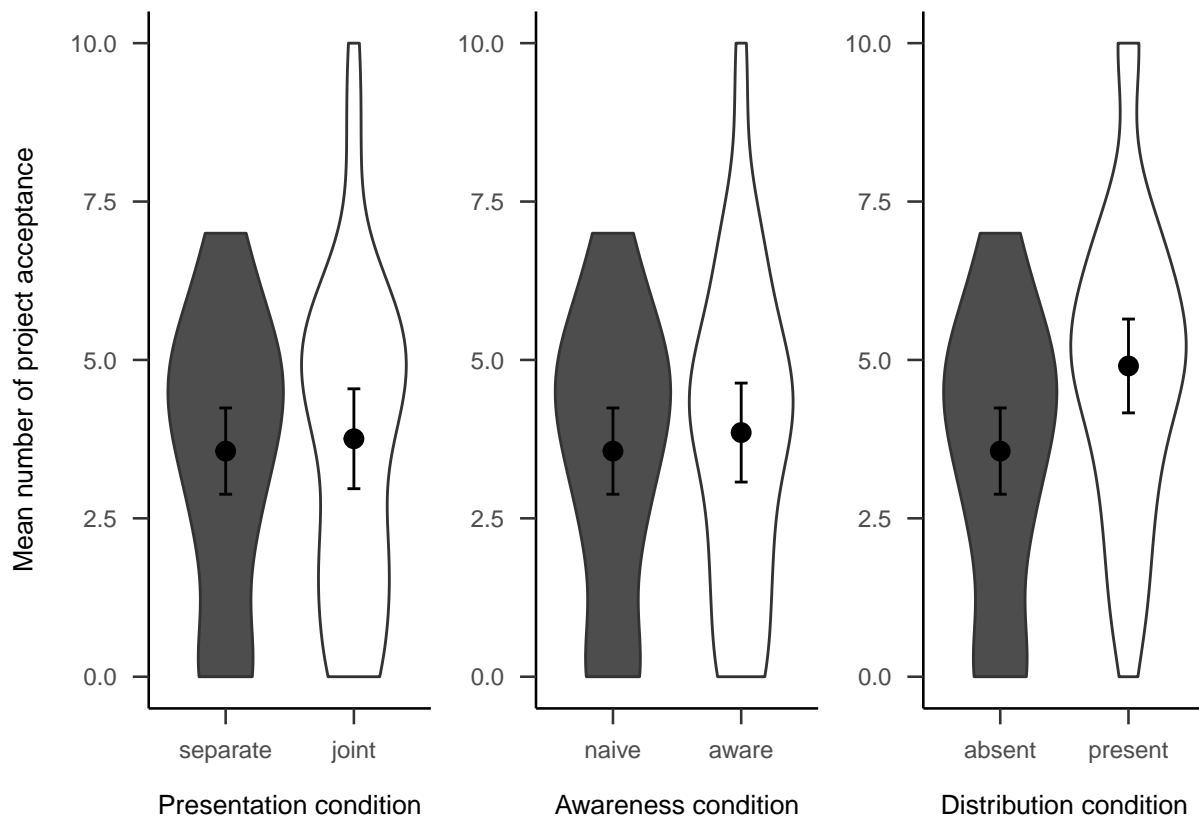 Mean number of project acceptance
10.0
7.5
5.0
2.5
0.0
separate joint
Presentation condition
10.0
7.5
5.0
2.5
0.0
naive aware
Awareness condition
10.0
7.5
5.0
2.5
0.0
absent present
Distribution condition